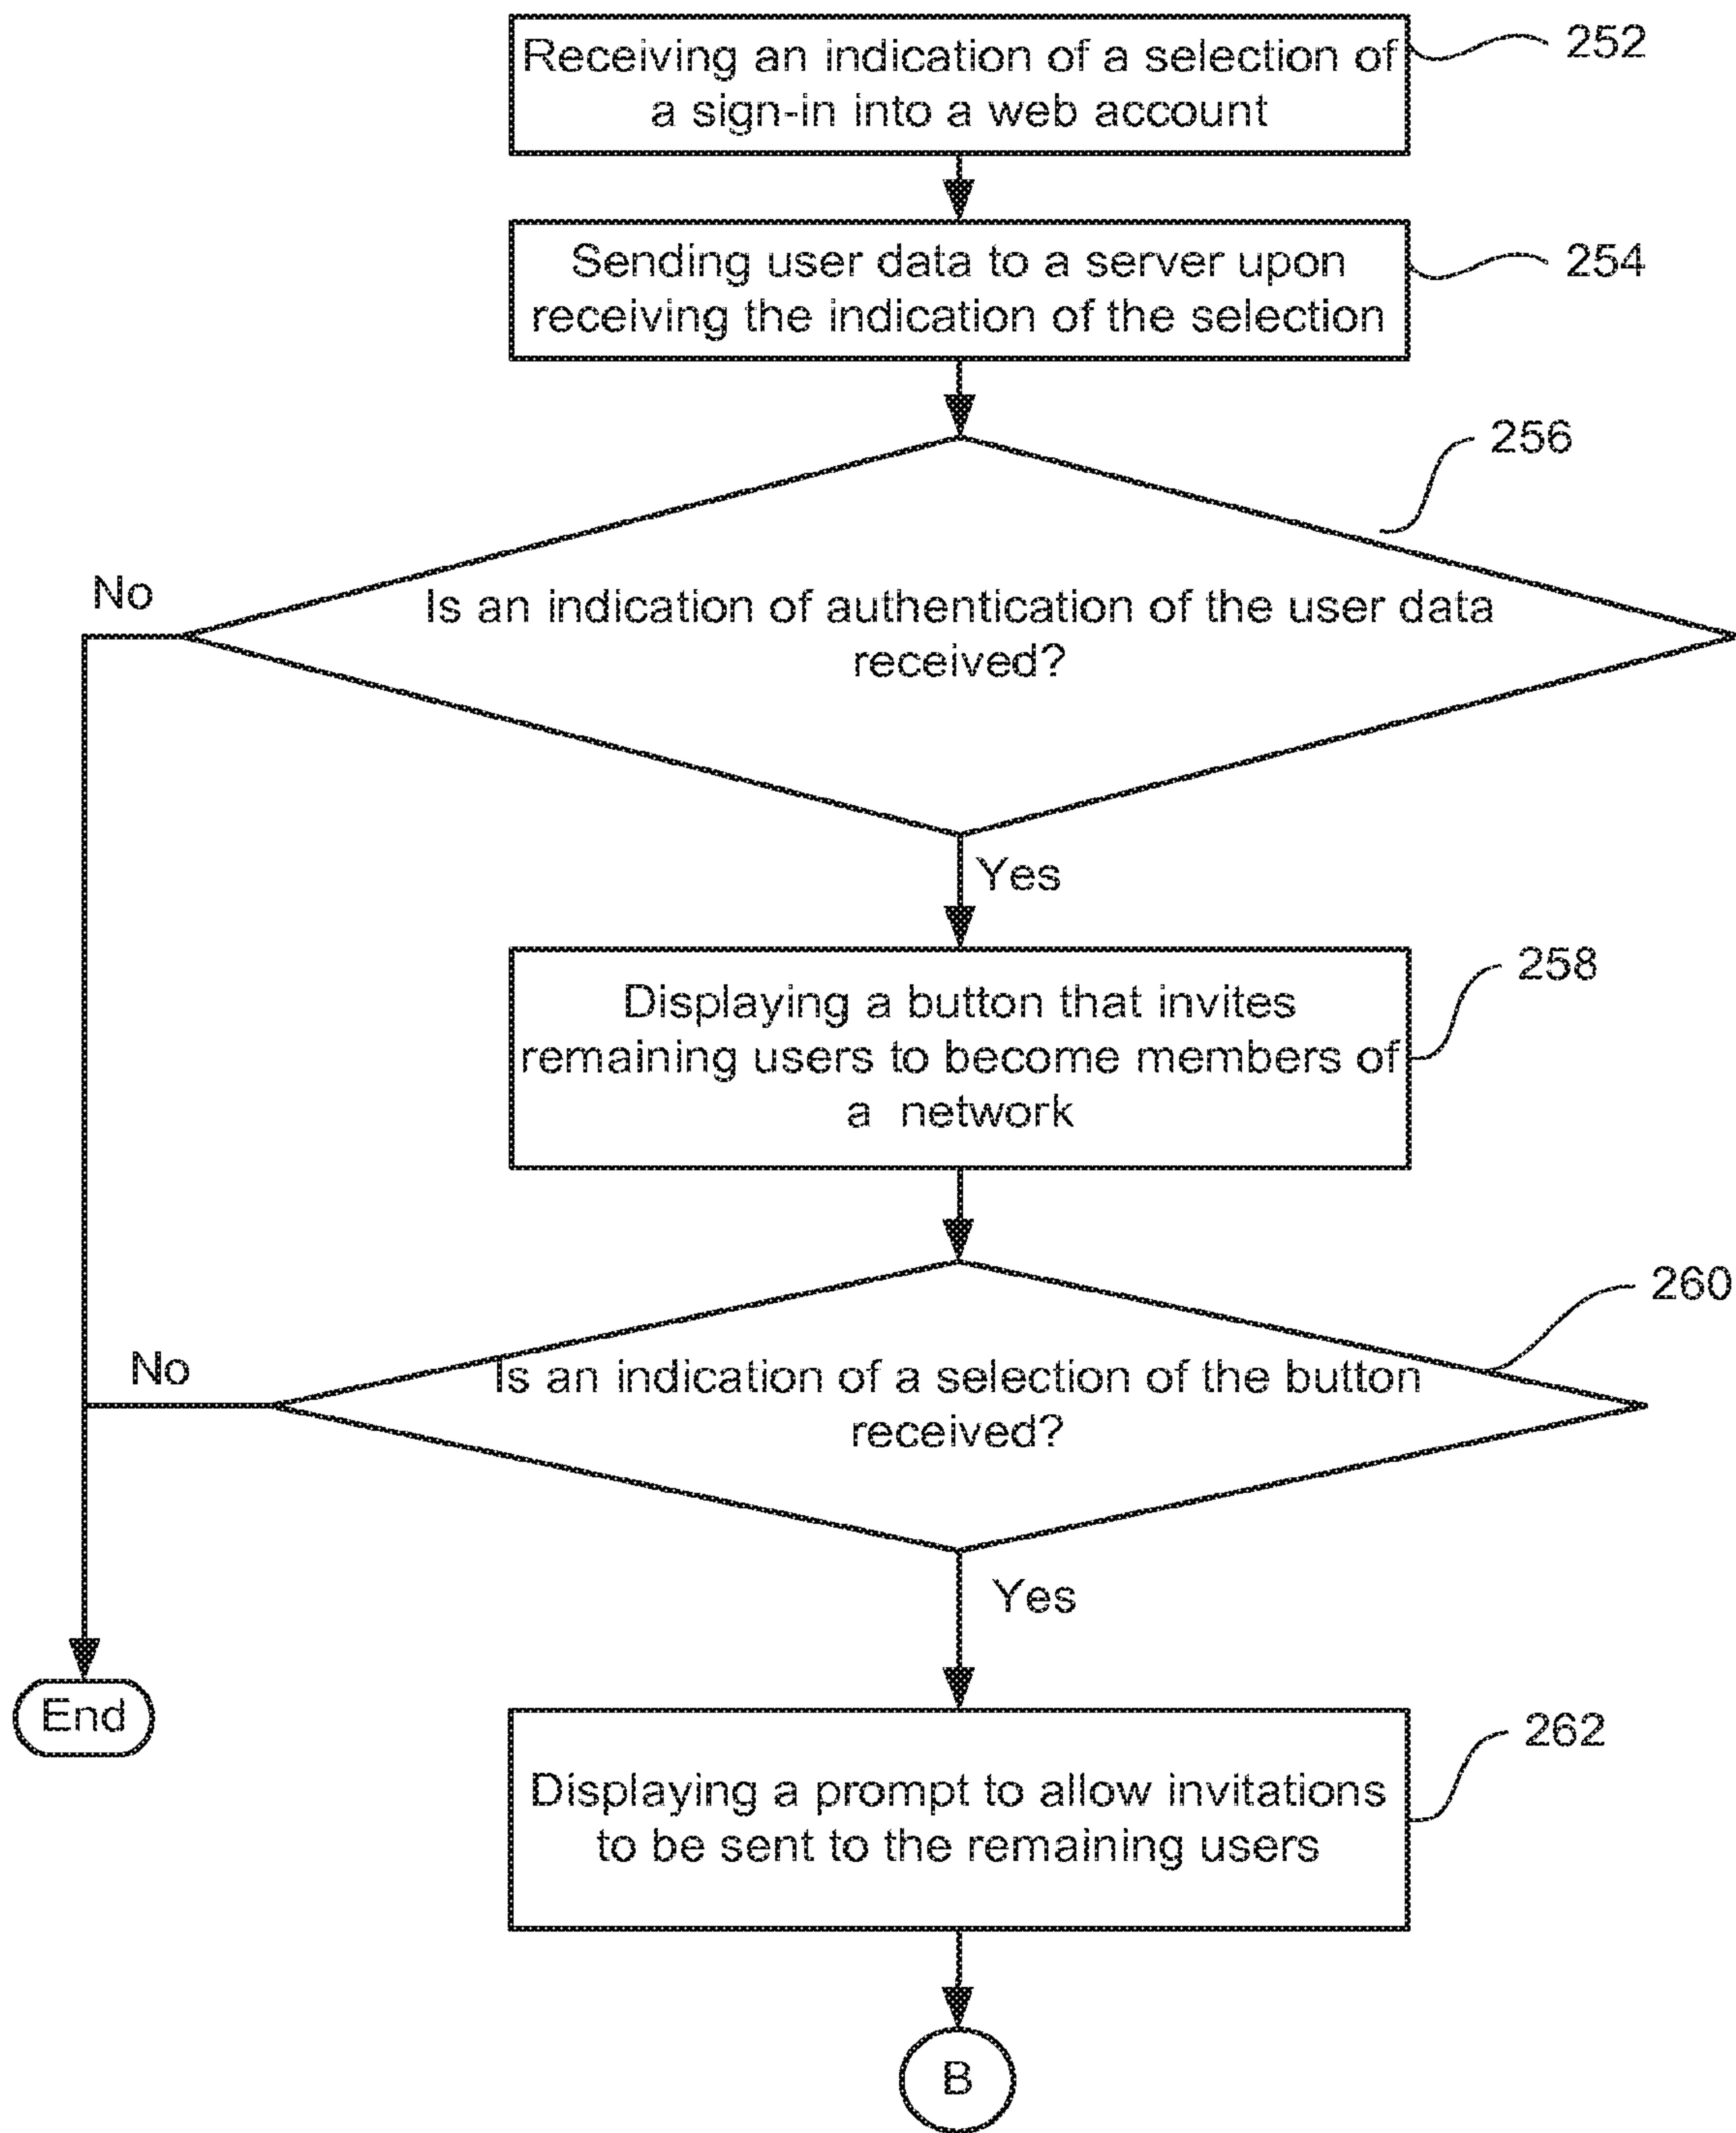 Receiving an indication of a selection of
a sign-in into a web account
252
Sending user data to a server upon
receiving the indication of the selection
254
256
No
Is an indication of authentication of the user data
received?
Yes
258
Displaying a button that invites
remaining users to become members of
a network
260
No
Is an indication of a selection of the button
received?
Yes
End
262
Displaying a prompt to allow invitations
to be sent to the remaining users
B